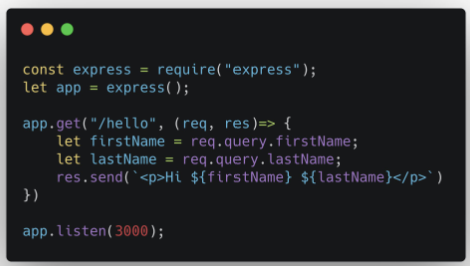 const express = require("express");
let app = express();

app.get("/hello", (req, res)=> {
    let firstName = req.query.firstName;
    let lastName = req.query.lastName;
    res.send(`<p>Hi ${firstName} ${lastName}</p>`)
})

app.listen(3000);